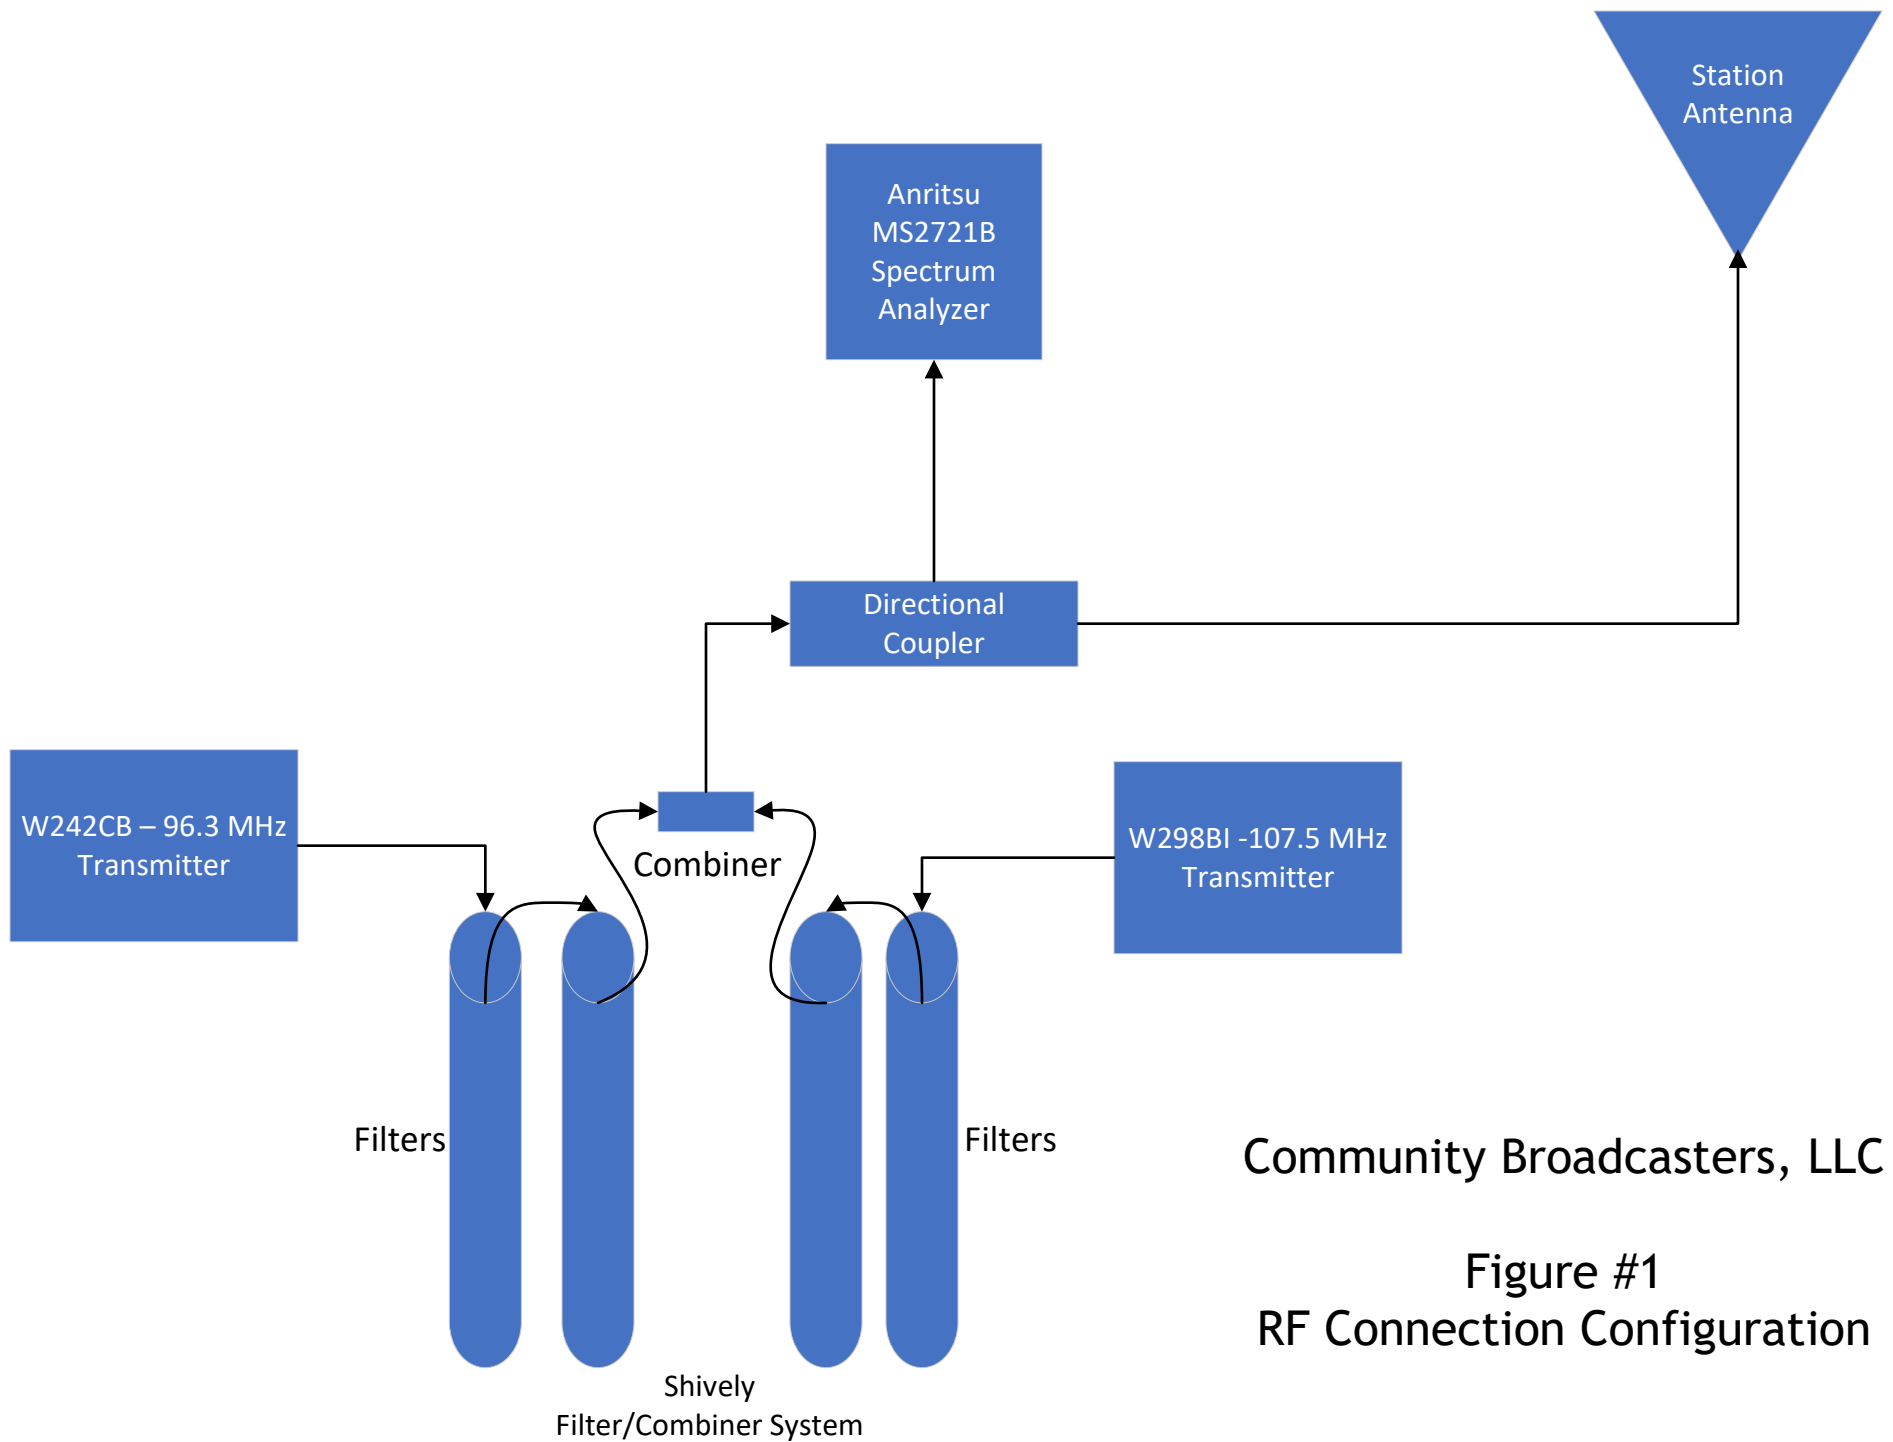 Station
Antenna
Anritsu
MS2721B
Spectrum
Analyzer
Directional
Coupler
W242CB – 96.3 MHz
Transmitter
Combiner
W298BI -107.5 MHz
Transmitter
Filters
Filters
Community Broadcasters, LLC
Figure #1
RF Connection Configuration
Shively
Filter/Combiner System